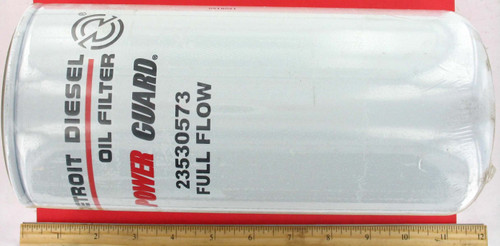 DETROIT DIESEL
OIL FILTER
POWER GUARD®
23530573
FULL FLOW
1 2 3 4 5 6 7 8 9 10 11 12